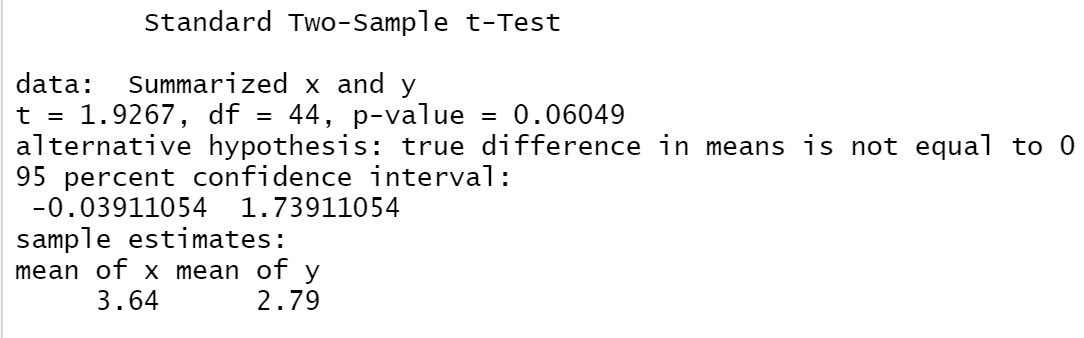 Standard Two-Sample t-Test
data:  Summarized x and y
t = 1.9267, df = 44, p-value = 0.06049
alternative hypothesis: true difference in means is not equal to 0
95 percent confidence interval:
 -0.03911054  1.73911054
sample estimates:
mean of x mean of y
     3.64      2.79